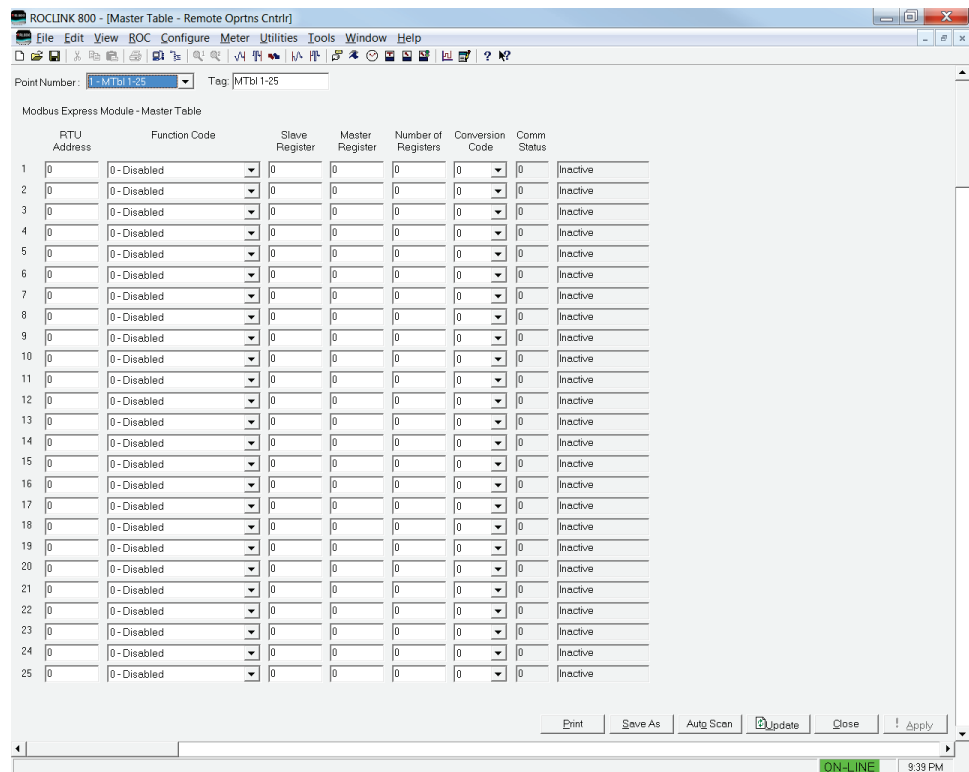 ROCLINK 800 - [Master Table - Remote Oprtns Cntrlr]
File Edit View ROC Configure Meter Utilities Tools Window Help
Point Number: 1 - MTbl 1-25 Tag: MTbl 1-25
Modbus Express Module - Master Table
RTU Address Function Code Slave Register Master Register Number of Registers Conversion Code Comm Status
1 0 0 - Disabled 0 0 0 0 0 Inactive
2 0 0 - Disabled 0 0 0 0 0 Inactive
3 0 0 - Disabled 0 0 0 0 0 Inactive
4 0 0 - Disabled 0 0 0 0 0 Inactive
5 0 0 - Disabled 0 0 0 0 0 Inactive
6 0 0 - Disabled 0 0 0 0 0 Inactive
7 0 0 - Disabled 0 0 0 0 0 Inactive
8 0 0 - Disabled 0 0 0 0 0 Inactive
9 0 0 - Disabled 0 0 0 0 0 Inactive
10 0 0 - Disabled 0 0 0 0 0 Inactive
11 0 0 - Disabled 0 0 0 0 0 Inactive
12 0 0 - Disabled 0 0 0 0 0 Inactive
13 0 0 - Disabled 0 0 0 0 0 Inactive
14 0 0 - Disabled 0 0 0 0 0 Inactive
15 0 0 - Disabled 0 0 0 0 0 Inactive
16 0 0 - Disabled 0 0 0 0 0 Inactive
17 0 0 - Disabled 0 0 0 0 0 Inactive
18 0 0 - Disabled 0 0 0 0 0 Inactive
19 0 0 - Disabled 0 0 0 0 0 Inactive
20 0 0 - Disabled 0 0 0 0 0 Inactive
21 0 0 - Disabled 0 0 0 0 0 Inactive
22 0 0 - Disabled 0 0 0 0 0 Inactive
23 0 0 - Disabled 0 0 0 0 0 Inactive
24 0 0 - Disabled 0 0 0 0 0 Inactive
25 0 0 - Disabled 0 0 0 0 0 Inactive
Print Save As Auto Scan Update Close ! Apply
ON-LINE 9:39 PM